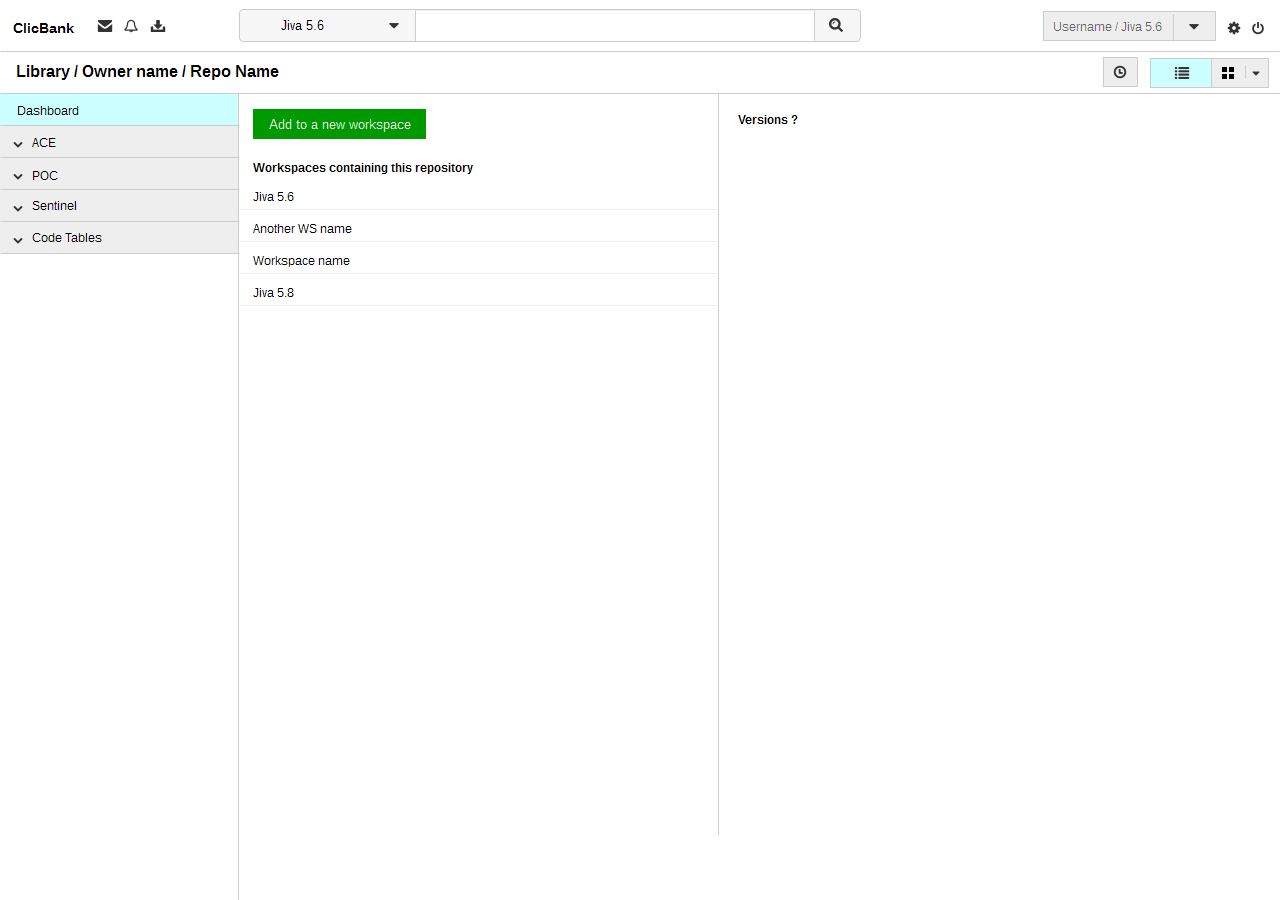 ClicBank
Jiva 5.6
Username / Jiva 5.6
Library / Owner name / Repo Name
Dashboard
ACE
POC
Sentinel
Code Tables
Add to a new workspace
Workspaces containing this repository
Jiva 5.6
Another WS name
Workspace name
Jiva 5.8
Versions ?